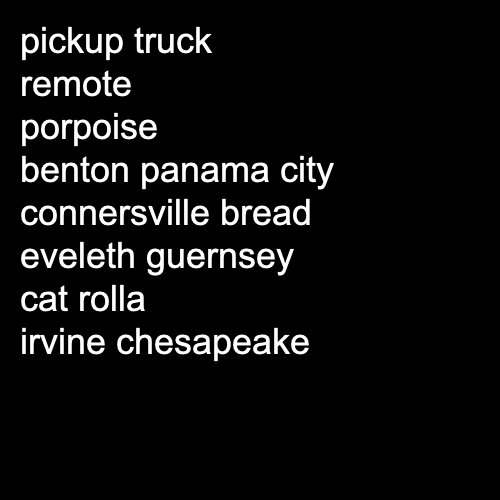 pickup truck
remote
porpoise
benton panama city
connersville bread
eveleth guernsey
cat rolla
irvine chesapeake